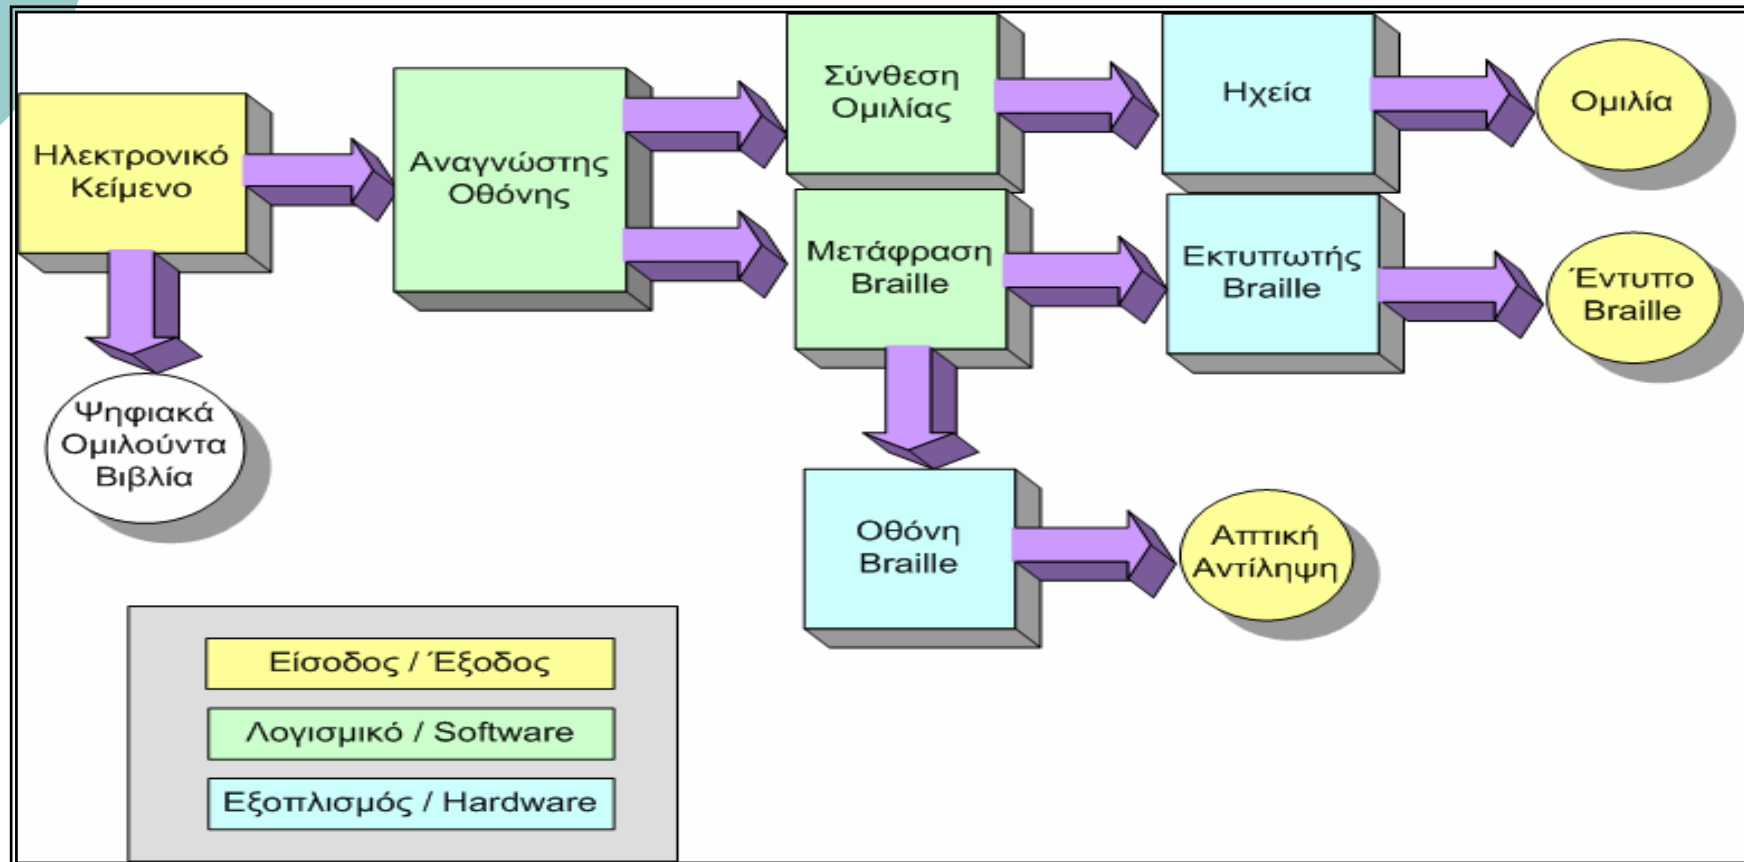 Ηλεκτρονικό
Κείμενο
Αναγνώστης
Οθόνης
Σύνθεση
Ομιλίας
Ηχεία
Ομιλία
Μετάφραση
Braille
Εκτυπωτής
Braille
Έντυπο
Braille
Ψηφιακά
Ομιλούντα
Βιβλία
Οθόνη
Braille
Απτική
Αντίληψη
Είσοδος / Έξοδος
Λογισμικό / Software
Εξοπλισμός / Hardware